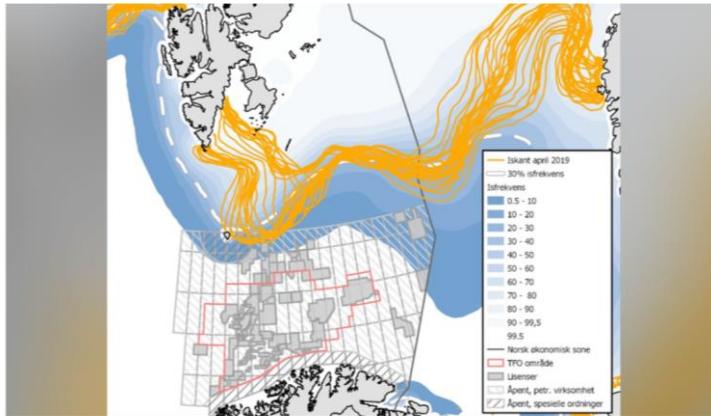 Iskant april 2019
30% isfrekvens
Isfrekvens
0.5 - 10
10 - 20
20 - 30
30 - 40
40 - 50
50 - 60
60 - 70
70 - 80
80 - 90
90 - 99,5
99.5
Norsk økonomisk sone
TFO område
Lisenser
Åpent, petr. virksomhet
Åpent, spesielle ordninger